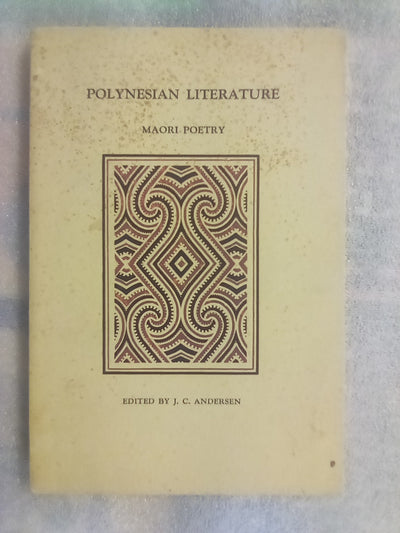 POLYNESIAN LITERATURE
MAORI POETRY
EDITED BY J. C. ANDERSEN